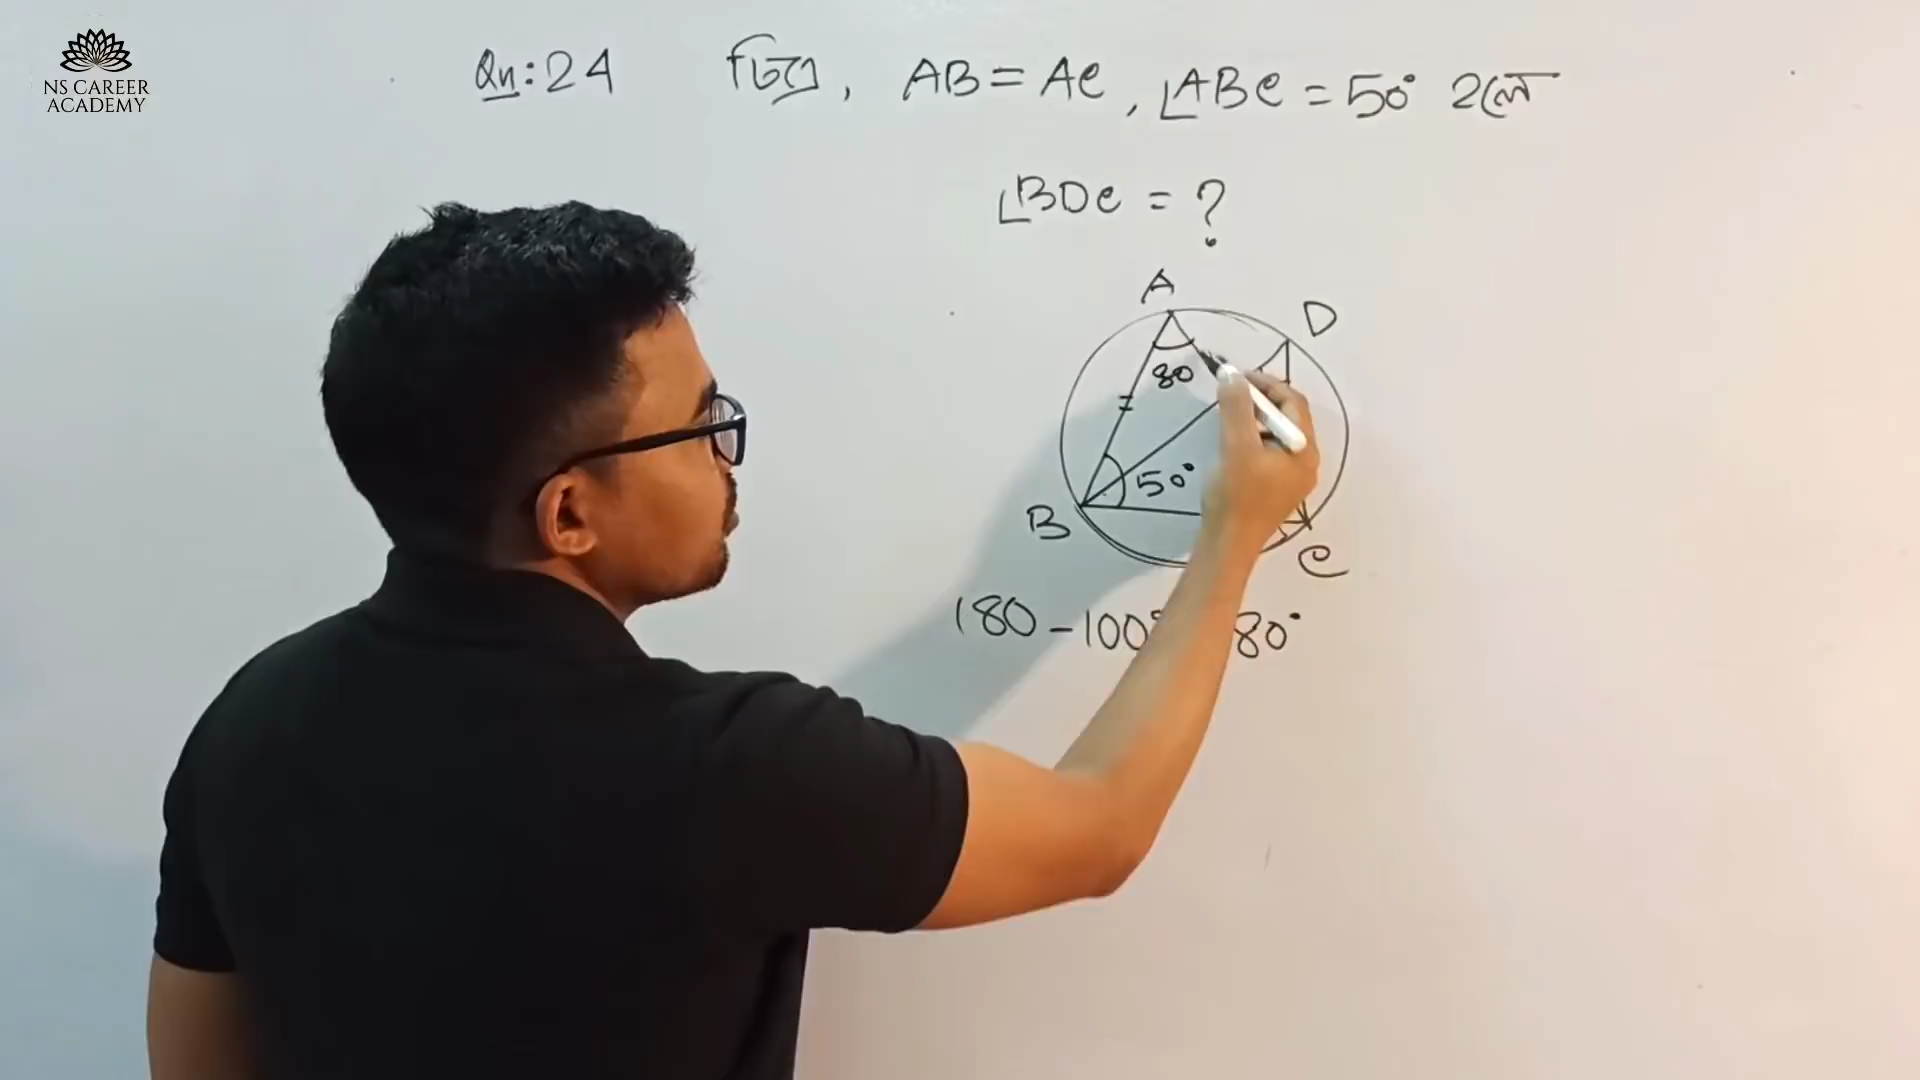 NS CAREER
ACADEMY
Qn: 24 চিত্রে, AB = AC, ∠ABC = 50° হলে
∠BDC = ?
A
D
80
50°
B
C
180 - 100° 80°